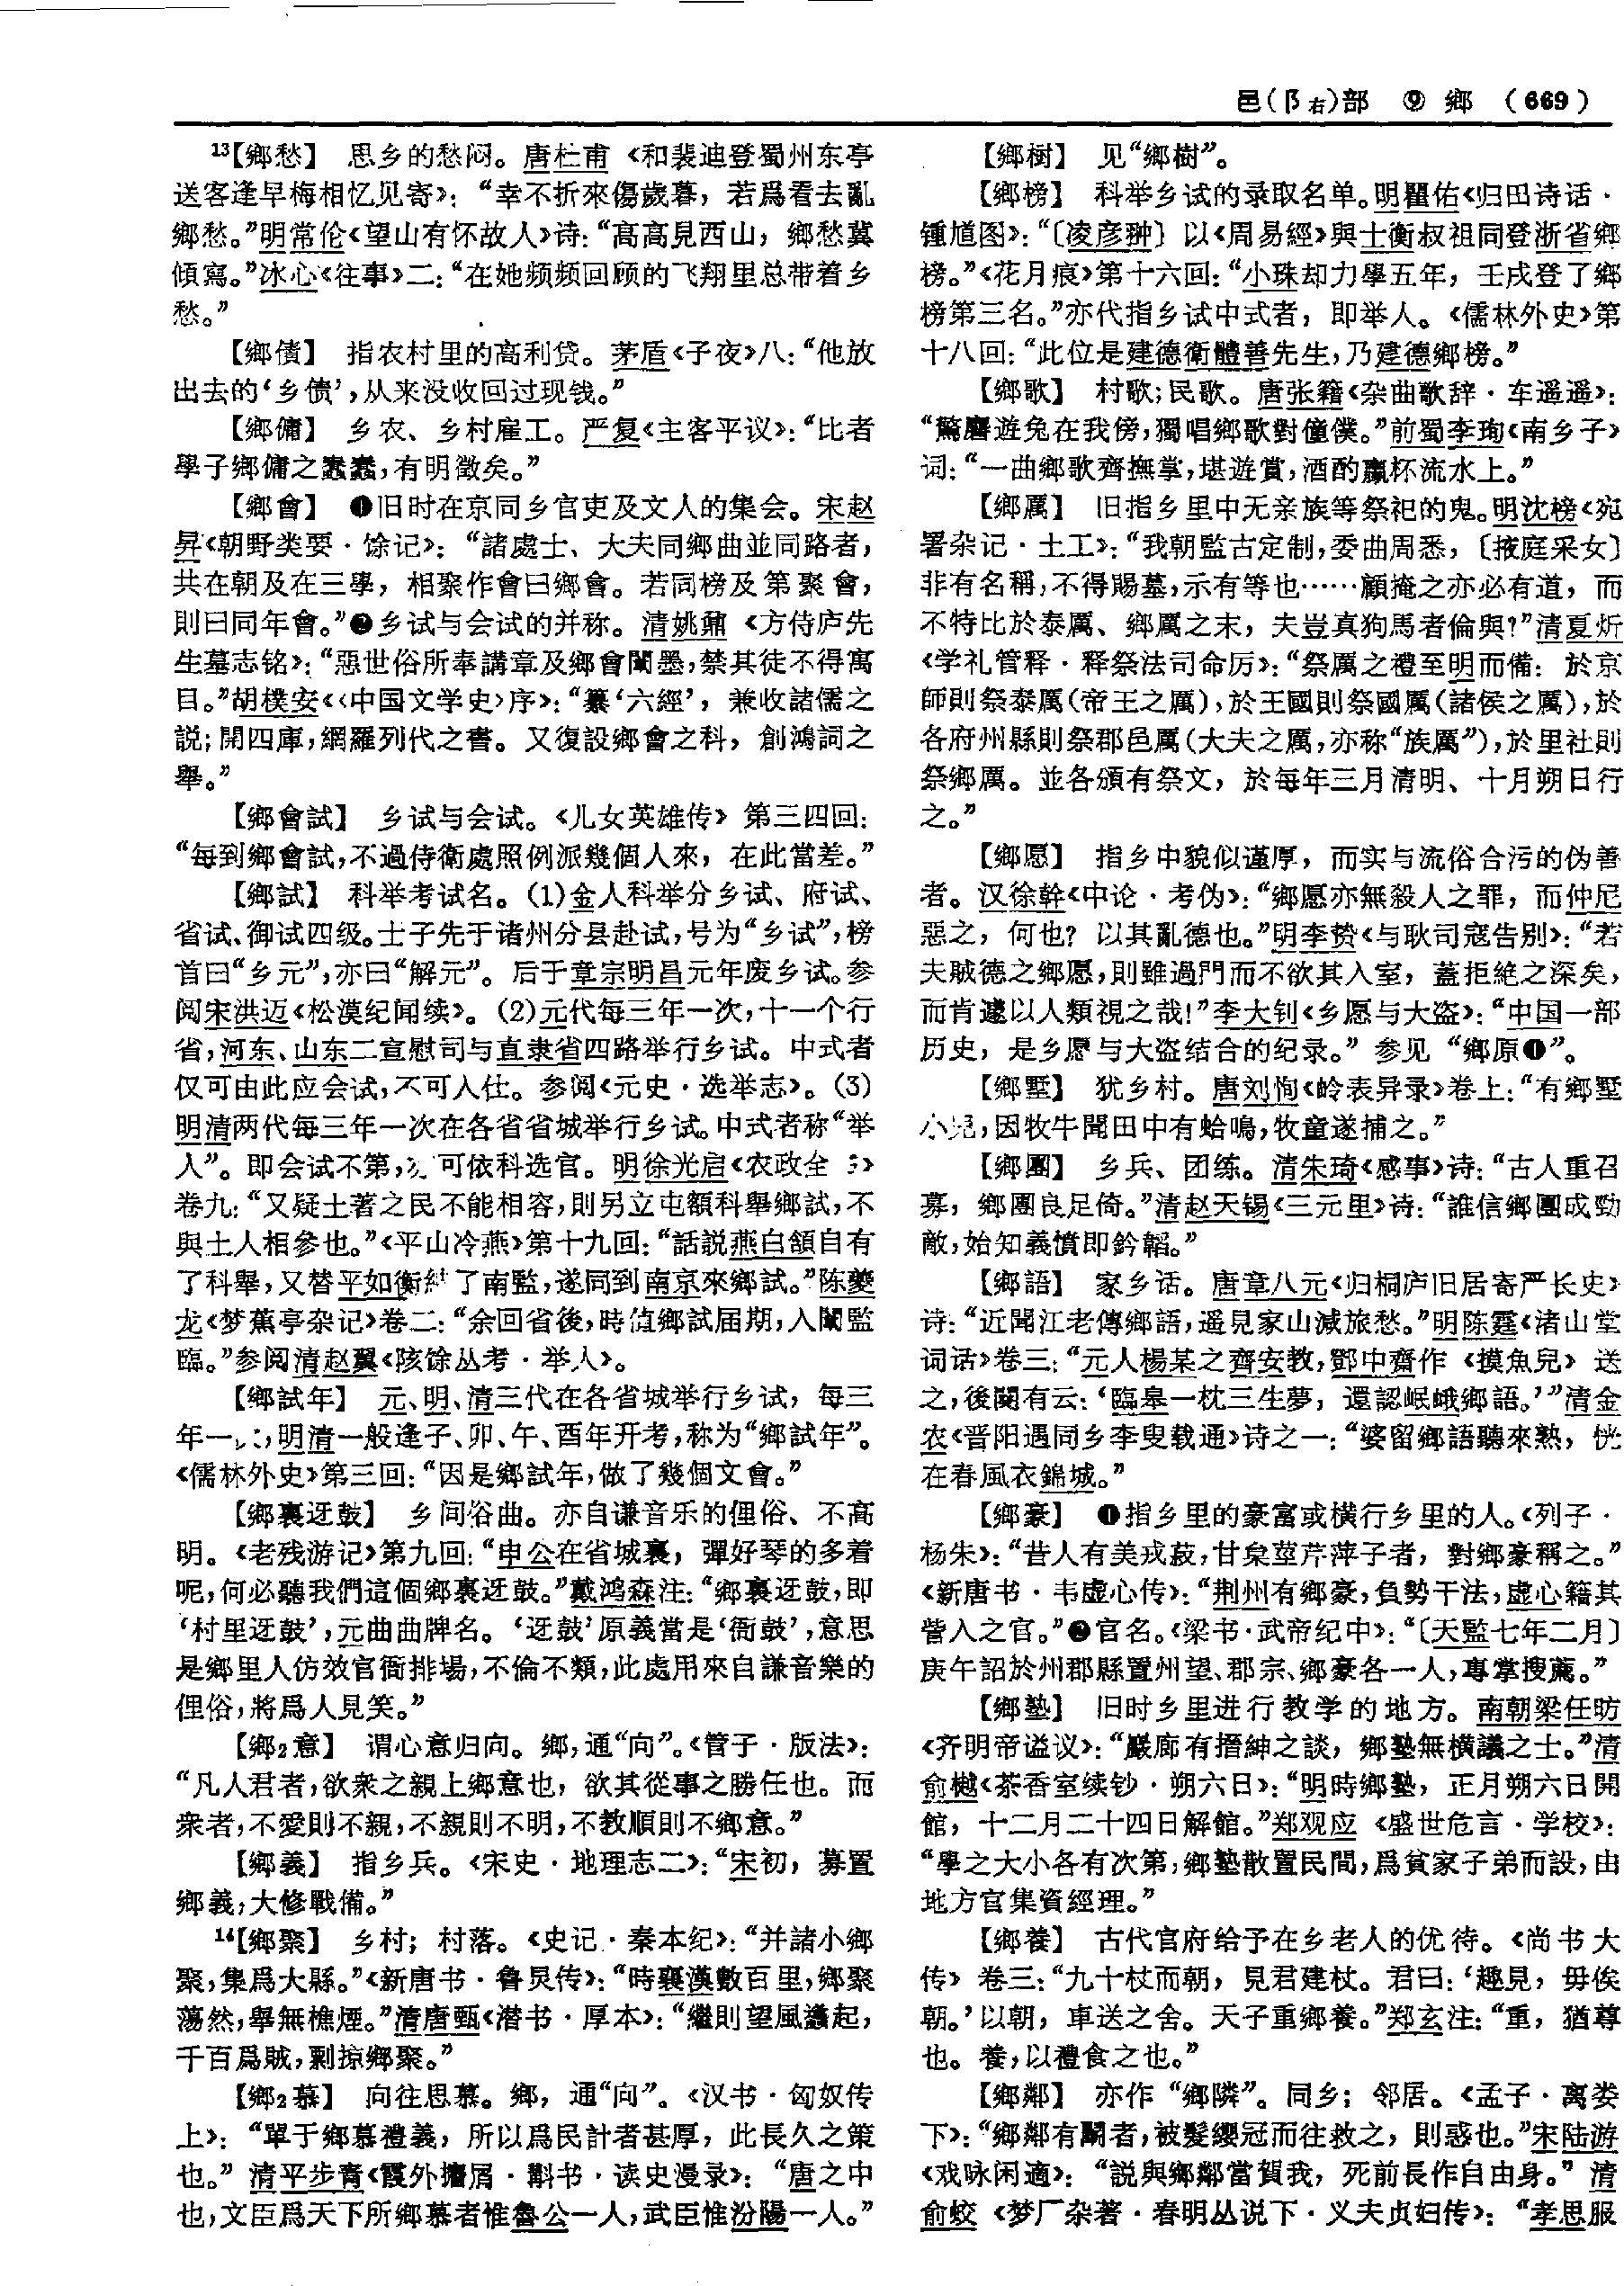 邑(阝右)部 ⑨ 鄉 (669)
13【鄉愁】 思乡的愁闷。唐杜甫《和裴迪登蜀州东亭
送客逢早梅相忆见寄》：“幸不折來傷歲暮，若爲看去亂
鄉愁。”明常伦《望山有怀故人》诗：“髙髙見西山，鄉愁冀
傾寫。”冰心《往事》二：“在她频频回顾的飞翔里总带着乡
愁。”
【鄉債】 指农村里的高利贷。茅盾《子夜》八：“他放
出去的‘乡债’，从来没收回过现钱。”
【鄉傭】 乡农、乡村雇工。严复《主客平议》：“比者
學子鄉傭之蠢蠢，有明徵矣。”
【鄉會】 ❶旧时在京同乡官吏及文人的集会。宋赵
昇《朝野类要·馀记》：“諸處士、大夫同鄉曲並同路者，
共在朝及在三學，相聚作會曰鄉會。若同榜及第聚會，
則曰同年會。”❷乡试与会试的并称。清姚鼐《方侍庐先
生墓志铭》：“惡世俗所奉講章及鄉會闈墨，禁其徒不得寓
目。”胡樸安《〈中国文学史〉序》：“纂‘六經’，兼收諸儒之
説；開四庫，網羅列代之書。又復設鄉會之科，創鴻詞之
舉。”
【鄉會試】 乡试与会试。《儿女英雄传》第三四回：
“每到鄉會試，不過侍衛處照例派幾個人來，在此當差。”
【鄉試】 科举考试名。(1)金人科举分乡试、府试、
省试、御试四级。士子先于诸州分县赴试，号为“乡试”，榜
首曰“乡元”，亦曰“解元”。后于章宗明昌元年废乡试。参
阅宋洪迈《松漠纪闻续》。(2)元代每三年一次，十一个行
省，河东、山东二宣慰司与直隶省四路举行乡试。中式者
仅可由此应会试，不可入仕。参阅《元史·选举志》。(3)
明清两代每三年一次在各省省城举行乡试。中式者称“举
人”。即会试不第，可依科选官。明徐光启《农政全》
卷九：“又疑土著之民不能相容，則另立屯額科舉鄉試，不
與土人相參也。”《平山冷燕》第十九回：“話説燕白頷自有
了科舉，又替平如衡了南監，遂同到南京來鄉試。”陈夔
龙《梦蕉亭杂记》卷二：“余回省後，時值鄉試届期，入闈監
臨。”参阅清赵翼《陔馀丛考·举人》。
【鄉試年】 元、明、清三代在各省城举行乡试，每三
年一，明清一般逢子、卯、午、酉年开考，称为“鄉試年”。
《儒林外史》第三回：“因是鄉試年，做了幾個文會。”
【鄉裏迓鼓】 乡间俗曲。亦自谦音乐的俚俗、不高
明。《老残游记》第九回：“申公在省城裏，彈好琴的多着
呢，何必聽我們這個鄉裏迓鼓。”戴鸿森注：“鄉裏迓鼓，即
‘村里迓鼓’，元曲曲牌名。‘迓鼓’原義當是‘衙鼓’，意思
是鄉里人仿效官衙排場，不倫不類，此處用來自謙音樂的
俚俗，將爲人見笑。”
【鄉2意】 谓心意归向。鄉，通“向”。《管子·版法》：
“凡人君者，欲衆之親上鄉意也，欲其從事之勝任也。而
衆者，不愛則不親，不親則不明，不教順則不鄉意。”
【鄉義】 指乡兵。《宋史·地理志二》：“宋初，募置
鄉義，大修戰備。”
14【鄉聚】 乡村；村落。《史记·秦本纪》：“并諸小鄉
聚，集爲大縣。”《新唐书·鲁炅传》：“時襄漢數百里，鄉聚
蕩然，舉無樵煙。”清唐甄《潜书·厚本》：“繼則望風蠭起，
千百爲賊，剽掠鄉聚。”
【鄉2慕】 向往思慕。鄉，通“向”。《汉书·匈奴传
上》：“單于鄉慕禮義，所以爲民計者甚厚，此長久之策
也。”清平步青《霞外攟屑·斠书·读史漫录》：“唐之中
也，文臣爲天下所鄉慕者惟魯公一人，武臣惟汾陽一人。”
【鄉樹】 见“鄉樹”。
【鄉榜】 科举乡试的录取名单。明瞿佑《归田诗话·
锺馗图》：“〔凌彦翀〕以《周易經》與士衡叔祖同登浙省鄉
榜。”《花月痕》第十六回：“小珠却力學五年，壬戌登了鄉
榜第三名。”亦代指乡试中式者，即举人。《儒林外史》第
十八回：“此位是建德衛體善先生，乃建德鄉榜。”
【鄉歌】 村歌；民歌。唐张籍《杂曲歌辞·车遥遥》：
“驚麏遊兔在我傍，獨唱鄉歌對僮僕。”前蜀李珣《南乡子》
词：“一曲鄉歌齊撫掌，堪遊賞，酒酌蠃杯流水上。”
【鄉厲】 旧指乡里中无亲族等祭祀的鬼。明沈榜《宛
署杂记·土工》：“我朝監古定制，委曲周悉，〔掖庭采女〕
非有名稱，不得賜墓，示有等也……顧掩之亦必有道，而
不特比於泰厲、鄉厲之末，夫豈真狗馬者倫與？”清夏炘
《学礼管释·释祭法司命厉》：“祭厲之禮至明而備：於京
師則祭泰厲(帝王之厲)，於王國則祭國厲(諸侯之厲)，於
各府州縣則祭郡邑厲(大夫之厲，亦称“族厲”)，於里社則
祭鄉厲。並各頒有祭文，於每年三月清明、十月朔日行
之。”
【鄉愿】 指乡中貌似谨厚，而实与流俗合污的伪善
者。汉徐幹《中论·考伪》：“鄉愿亦無殺人之罪，而仲尼
惡之，何也？以其亂德也。”明李贽《与耿司寇告别》：“若
夫賊德之鄉愿，則雖過門而不欲其入室，蓋拒絶之深矣，
而肯遽以人類視之哉！”李大钊《乡愿与大盗》：“中国一部
历史，是乡愿与大盗结合的纪录。”参见“鄉原❶”。
【鄉墅】 犹乡村。唐刘恂《岭表异录》卷上：“有鄉墅
小兒，因牧牛聞田中有蛤鳴，牧童遂捕之。”
【鄉團】 乡兵、团练。清朱琦《感事》诗：“古人重召
募，鄉團良足倚。”清赵天锡《三元里》诗：“誰信鄉團成勁
敵，始知義憤即鈐韜。”
【鄉語】 家乡话。唐章八元《归桐庐旧居寄严长史》
诗：“近聞江老傳鄉語，遥見家山減旅愁。”明陈霆《渚山堂
词话》卷三：“元人楊某之齊安教，鄧中齋作《摸魚兒》送
之，後闋有云：‘臨皋一枕三生夢，還認岷峨鄉語。’”清金
农《晋阳遇同乡李叟载通》诗之一：“婆留鄉語聽來熟，恍
在春風衣錦城。”
【鄉豪】 ❶指乡里的豪富或横行乡里的人。《列子·
杨朱》：“昔人有美戎菽，甘枲莖芹萍子者，對鄉豪稱之。”
《新唐书·韦虚心传》：“荆州有鄉豪，負勢干法，虚心籍其
貲入之官。”❷官名。《梁书·武帝纪中》：“〔天監七年二月〕
庚午詔於州郡縣置州望、郡宗、鄉豪各一人，專掌搜薦。”
【鄉塾】 旧时乡里进行教学的地方。南朝梁任昉
《齐明帝谥议》：“巖廊有搢紳之談，鄉塾無横議之士。”清
俞樾《茶香室续钞·朔六日》：“明時鄉塾，正月朔六日開
館，十二月二十四日解館。”郑观应《盛世危言·学校》：
“學之大小各有次第，鄉塾散置民間，爲貧家子弟而設，由
地方官集資經理。”
【鄉養】 古代官府给予在乡老人的优待。《尚书大
传》卷三：“九十杖而朝，見君建杖。君曰：‘趣見，毋俟
朝。’以朝，車送之舍。天子重鄉養。”郑玄注：“重，猶尊
也。養，以禮食之也。”
【鄉鄰】 亦作“鄉隣”。同乡；邻居。《孟子·离娄
下》：“鄉鄰有鬭者，被髮纓冠而往救之，則惑也。”宋陆游
《戏咏闲適》：“説與鄉鄰當賀我，死前長作自由身。”清
俞蛟《梦厂杂著·春明丛说下·义夫贞妇传》：“孝思服